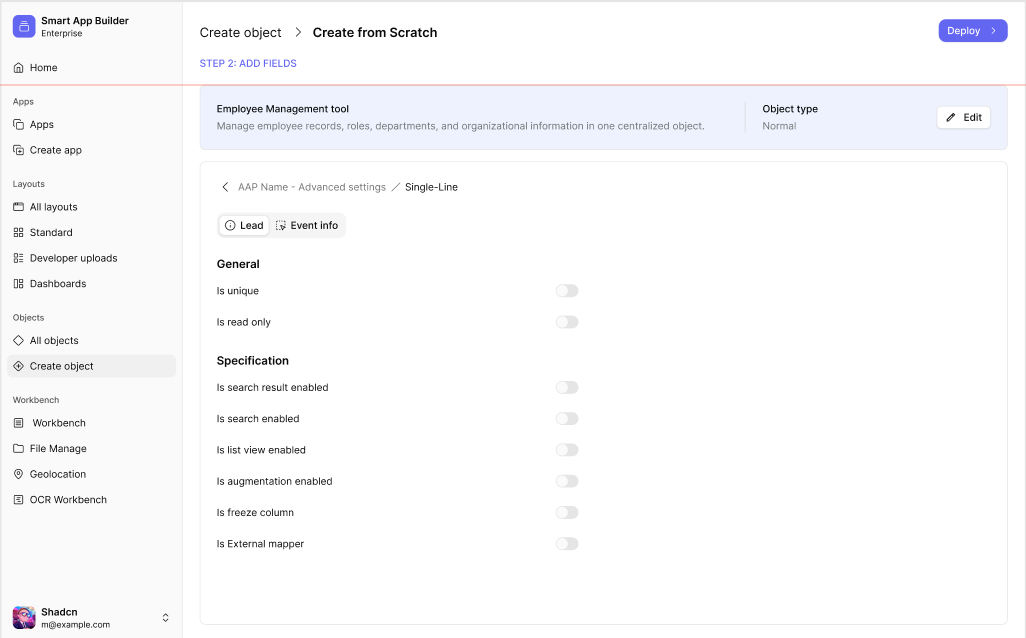 Smart App Builder
Enterprise
Home
Apps
Apps
Create app
Layouts
All layouts
Standard
Developer uploads
Dashboards
Objects
All objects
Create object
Workbench
Workbench
File Manage
Geolocation
OCR Workbench
Shadcn
m@example.com
Create object > Create from Scratch
Deploy
STEP 2: ADD FIELDS
Employee Management tool
Manage employee records, roles, departments, and organizational information in one centralized object.
Object type
Normal
Edit
AAP Name - Advanced settings / Single-Line
Lead
Event info
General
Is unique
Is read only
Specification
Is search result enabled
Is search enabled
Is list view enabled
Is augmentation enabled
Is freeze column
Is External mapper